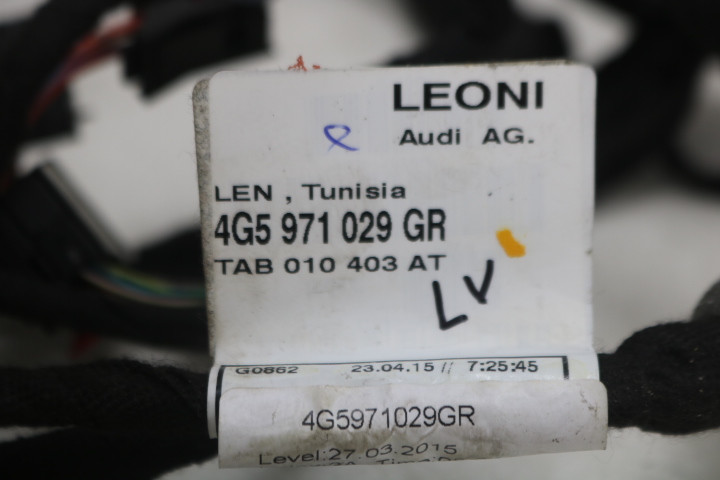 LEONI
Audi AG.
LEN , Tunisia
4G5 971 029 GR
TAB 010 403 AT
LV
G0862 23.04.15 // 7:25:45
4G5971029GR
Level:27.03.2015